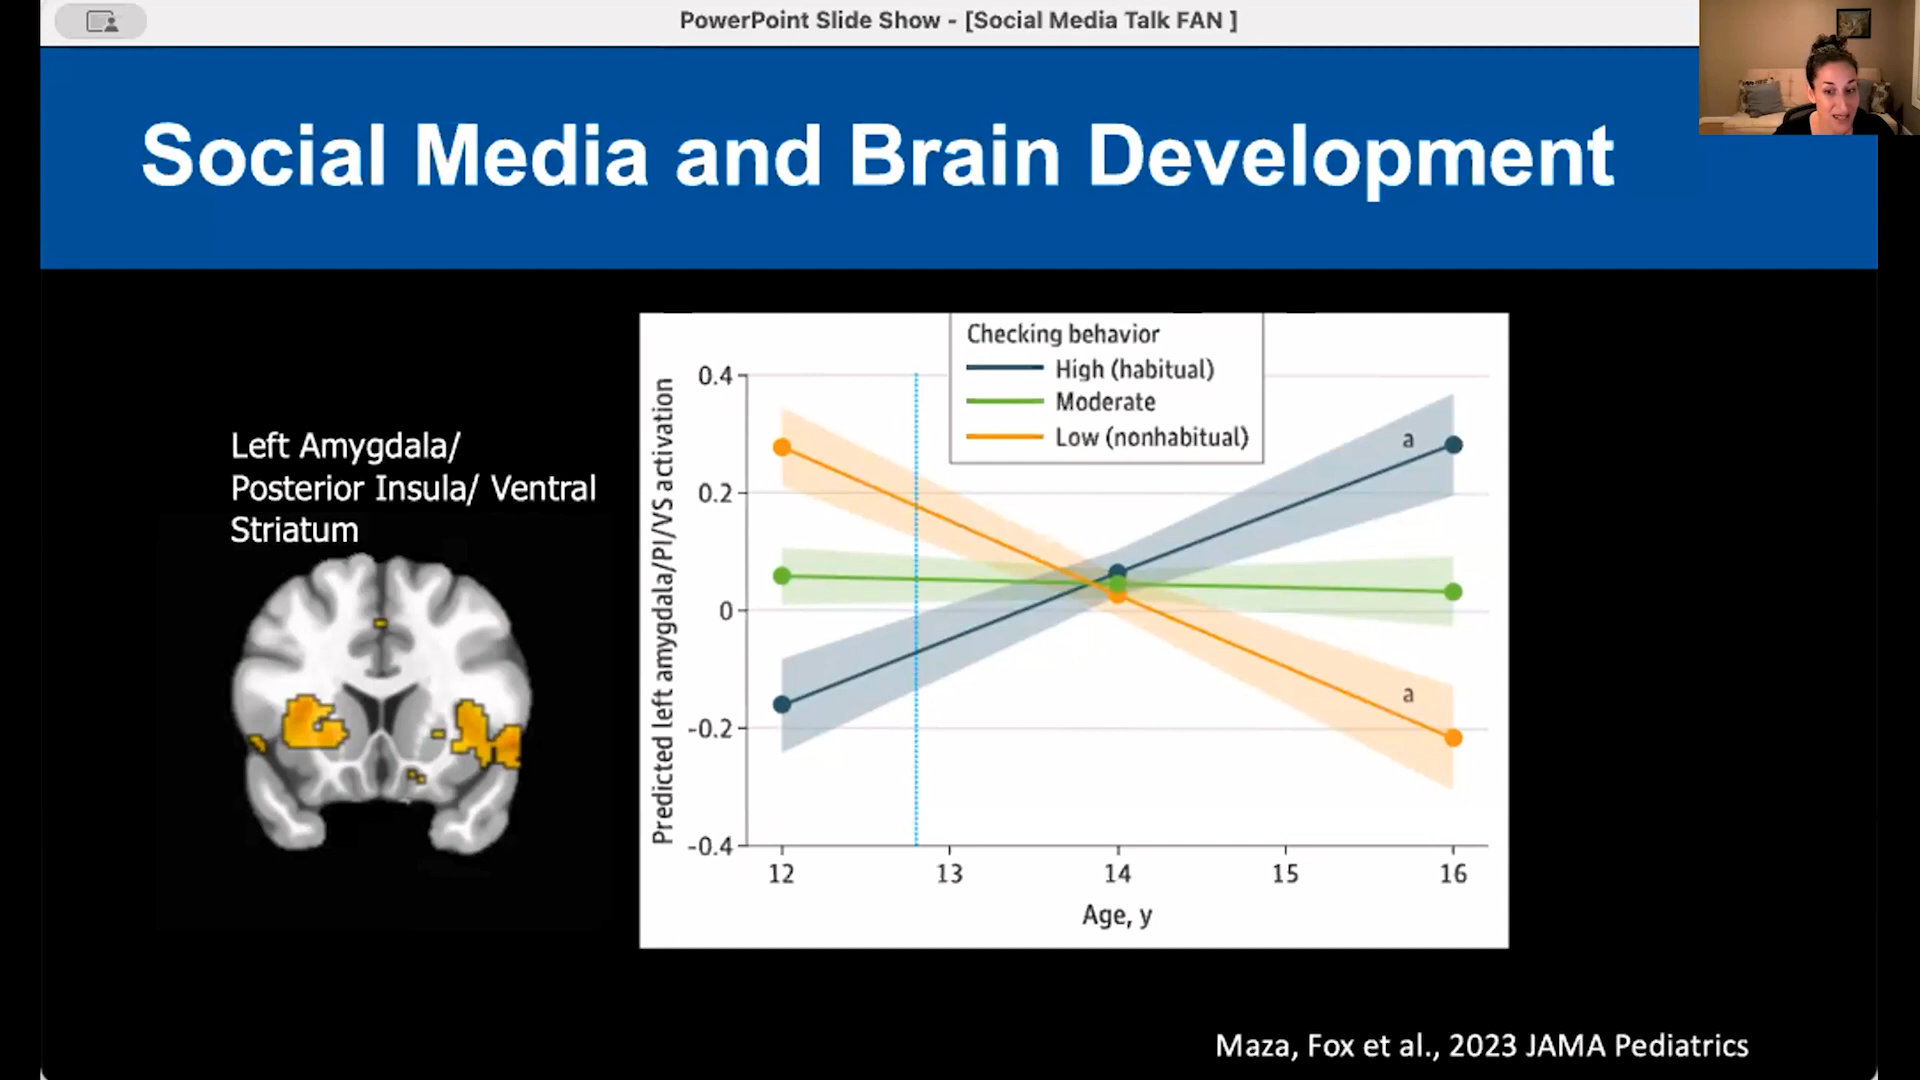 PowerPoint Slide Show - [Social Media Talk FAN ]
Social Media and Brain Development
Left Amygdala/
Posterior Insula/ Ventral
Striatum
Checking behavior
High (habitual)
Moderate
Low (nonhabitual)
Predicted left amygdala/PI/VS activation
0.4
0.2
0
-0.2
-0.4
a
a
12 13 14 15 16
Age, y
Maza, Fox et al., 2023 JAMA Pediatrics